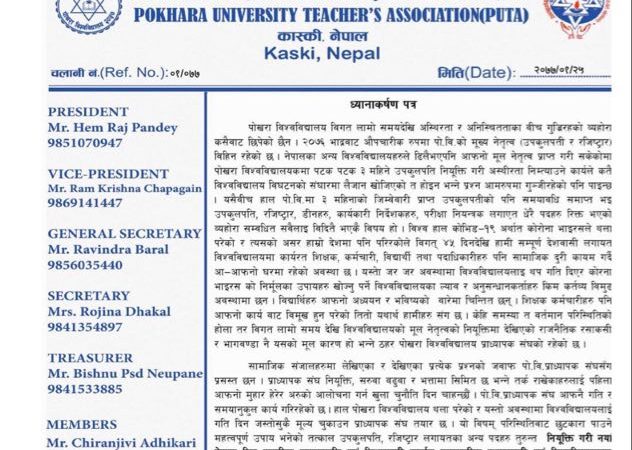 POKHARA UNIVERSITY TEACHER'S ASSOCIATION(PUTA)
कास्की, नेपाल
Kaski, Nepal
चलानी नं.(Ref. No.): ०१/०७७
मिति(Date): २०७७/०१/२५
PRESIDENT
Mr. Hem Raj Pandey
9851070947
VICE-PRESIDENT
Mr. Ram Krishna Chapagain
9869141447
GENERAL SECRETARY
Mr. Ravindra Baral
9856035440
SECRETARY
Mrs. Rojina Dhakal
9841354897
TREASURER
Mr. Bishnu Psd Neupane
9841533885
MEMBERS
Mr. Chiranjivi Adhikari
ध्यानाकर्षण पत्र
पोखरा विश्वविद्यालय विगत लामो समयदेखि अस्थिरता र अनिश्चितताका बीच गुज्रिरहको व्यहोरा
कसैबाट छिपेको छैन । २०७५ भाद्रबाट औपचारिक रुपमा पो.वि.को मुख्य नेतृत्व (उपकुलपती र रजिष्ट्रार)
विहिन रहेको छ । नेपालका अन्य विश्वविद्यालयहरुले ढिलैभएपनि आफनो मूल नेतृत्व प्राप्त गरी सकेकोमा
पोखरा विश्वविद्यालयकमा पटक पटक ३ महिने उपकुलपति नियुक्ती गरी अस्थीरता निम्त्याउने कार्यले कतै
विश्वविद्यालय विघटनको संघारमा लैजान खोजिएको त होइन भन्ने प्रश्न आमरुपमा गुञ्जीरहेको पनि पाइन्छ
। यसैवीच हाल पो.वि.मा ३ महिनाको जिम्मेवारी प्राप्त उपकुलपतीको पनि समयावधि समाप्त भइ
उपकुलपति, रजिष्ट्रार, डीनहरु, कार्यकारी निर्देशकहरु, परीक्षा नियन्त्रक लगाएत धेरै पदहरु रिक्त भएको
व्यहोरा सम्बधित सवैलाई विदितै भएकै विषय हो । विश्व हाल कोभिड-१९ अर्थात कोरोना भाइरसले थला
परेको र त्यसको असर हाम्रो देशमा पनि परिरहेकोले विगत् ४५ दिनदेखि हामी सम्पूर्ण देशवासी लगायत
विश्वविद्यालयमा कार्यरत शिक्षक, कर्मचारी, विद्यार्थी तथा पदाधिकारीहरु पनि सामाजिक दुरी कायम गर्दै
आ-आफनो घरमा रहेको अवस्था छ । यस्तो जर जर अवस्थामा विश्वविद्यालयलाइ थप गति दिएर कोरना
भाइरस को निर्मूलका उपायहरु खोज्नु पर्ने विश्वविद्यालयका ल्याव र अनुसन्धानकर्ताहरु किम कर्तव्य विमुढ
अवस्थामा छन । विद्यार्थिहरु आफनो अध्ययन र भविष्यको बारेमा चिन्तित छन् । शिक्षक कर्मचारीहरु पनि
आफनो कार्य बाट विमूख हुन परेको तितो यथार्थ हामीहरु संग छ । केहि समस्या त वर्तमान परिस्थितिको
होला तर विगत लामो समय देखि विश्वविद्यालयको मूल नेतृत्वको नियुक्तीमा देखिएको राजनैतिक रसाकसी
र भागवण्डा नै यसको मूल कारण हो भन्ने ठहर पोखरा विश्वविद्यालय प्राध्यापक संघको रहेको छ ।
सामाजिक संजालहरुमा लेखिएका र देखिएका प्रत्येक प्रश्नको जवाफ पो.वि.प्राध्यापक संघसँग
प्रसस्त छन । प्राध्यापक संघ नियुक्ति, सरुवा बढुवा र भत्तामा सिमित छ भन्ने तर्क राख्नेहरुलाई पहिला
आफनो मुहार हेरेर अरुको आलोचना गर्न खुला चुनौति दिन चाहन्छौ । पो.वि.प्राध्यापक संघ आफनै गति र
समयानुकुल कार्य गरिरहेको छ । हाल पोखरा विश्वविद्यालय थला परेको र यस्तो अवस्थामा विश्वविद्यालयलाई
गति दिन जस्तोसुकै मूल्य चुकाउन प्राध्यापक संघ तयार छ । यो विषम् परिस्थितिबाट छुटकारा पाउने
महत्वपूर्ण उपाय भनेको तत्काल उपकुलपति, रजिष्ट्रार लगायतका अन्य पदहरु तुरुन्त नियुक्ति गरी नयाँ